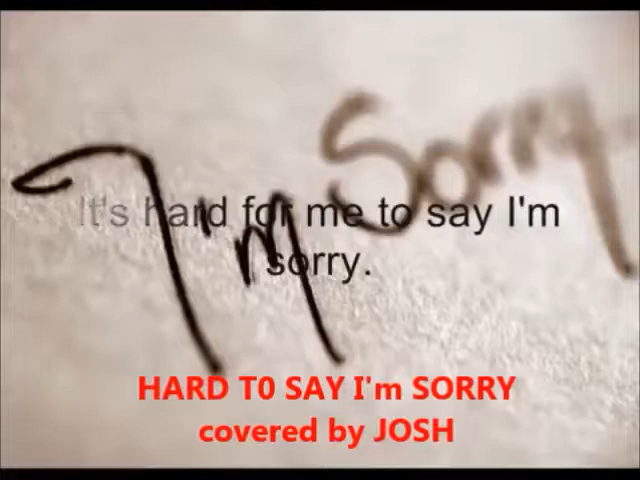 I'm Sorry
It's hard for me to say I'm
sorry.
HARD T0 SAY I'm SORRY
covered by JOSH